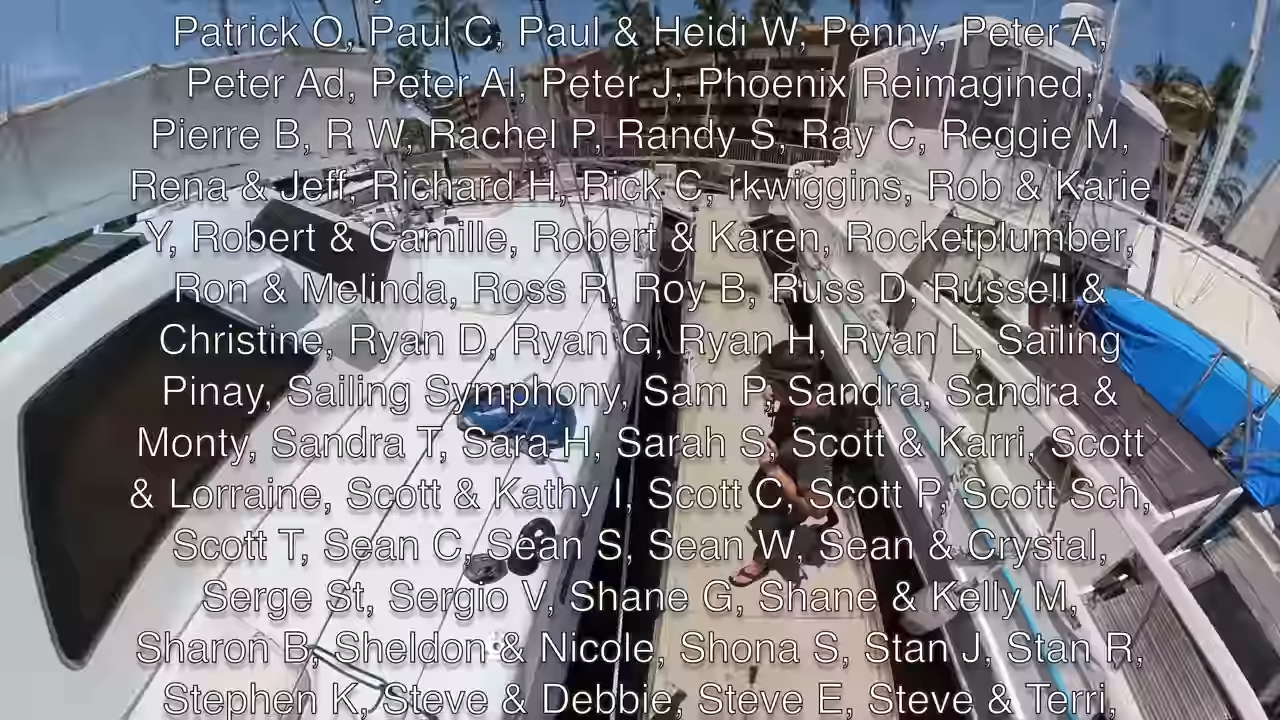 Patrick O, Paul C, Paul & Heidi W, Penny, Peter A,
Peter Ad, Peter Al, Peter J, Phoenix Reimagined,
Pierre B, R W, Rachel P, Randy S, Ray C, Reggie M,
Rena & Jeff, Richard H, Rick C, rkwiggins, Rob & Karie
Y, Robert & Camille, Robert & Karen, Rocketplumber,
Ron & Melinda, Ross R, Roy B, Russ D, Russell &
Christine, Ryan D, Ryan G, Ryan H, Ryan L, Sailing
Pinay, Sailing Symphony, Sam P, Sandra, Sandra &
Monty, Sandra T, Sara H, Sarah S, Scott & Karri, Scott
& Lorraine, Scott & Kathy I, Scott C, Scott P, Scott Sch,
Scott T, Sean C, Sean S, Sean W, Sean & Crystal,
Serge St, Sergio V, Shane G, Shane & Kelly M,
Sharon B, Sheldon & Nicole, Shona S, Stan J, Stan R,
Stephen K, Steve & Debbie, Steve E, Steve & Terri,